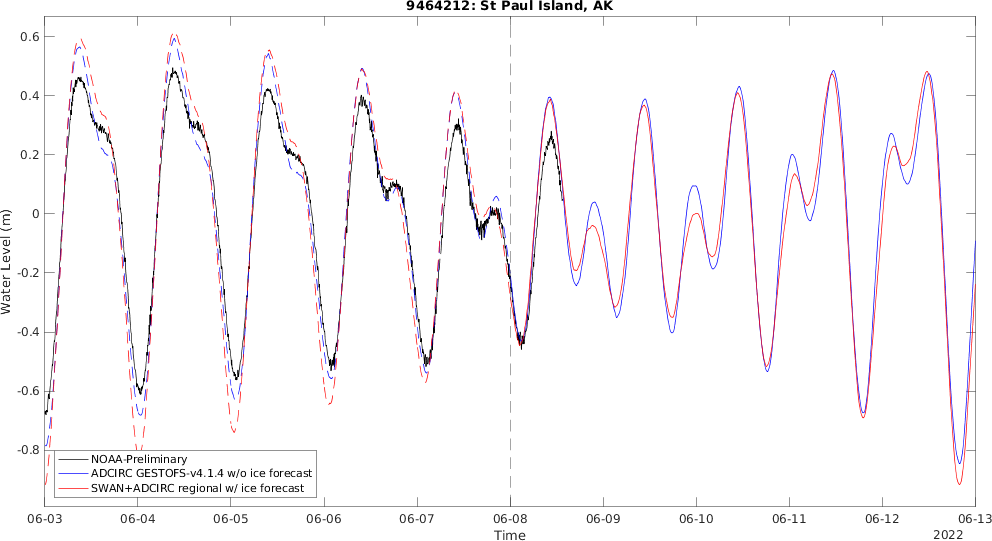 9464212: St Paul Island, AK
Water Level (m)
0.6
0.4
0.2
0
-0.2
-0.4
-0.6
-0.8
NOAA-Preliminary
ADCIRC GESTOFS-v4.1.4 w/o ice forecast
SWAN+ADCIRC regional w/ ice forecast
06-03 06-04 06-05 06-06 06-07 06-08 06-09 06-10 06-11 06-12 06-13
Time
2022